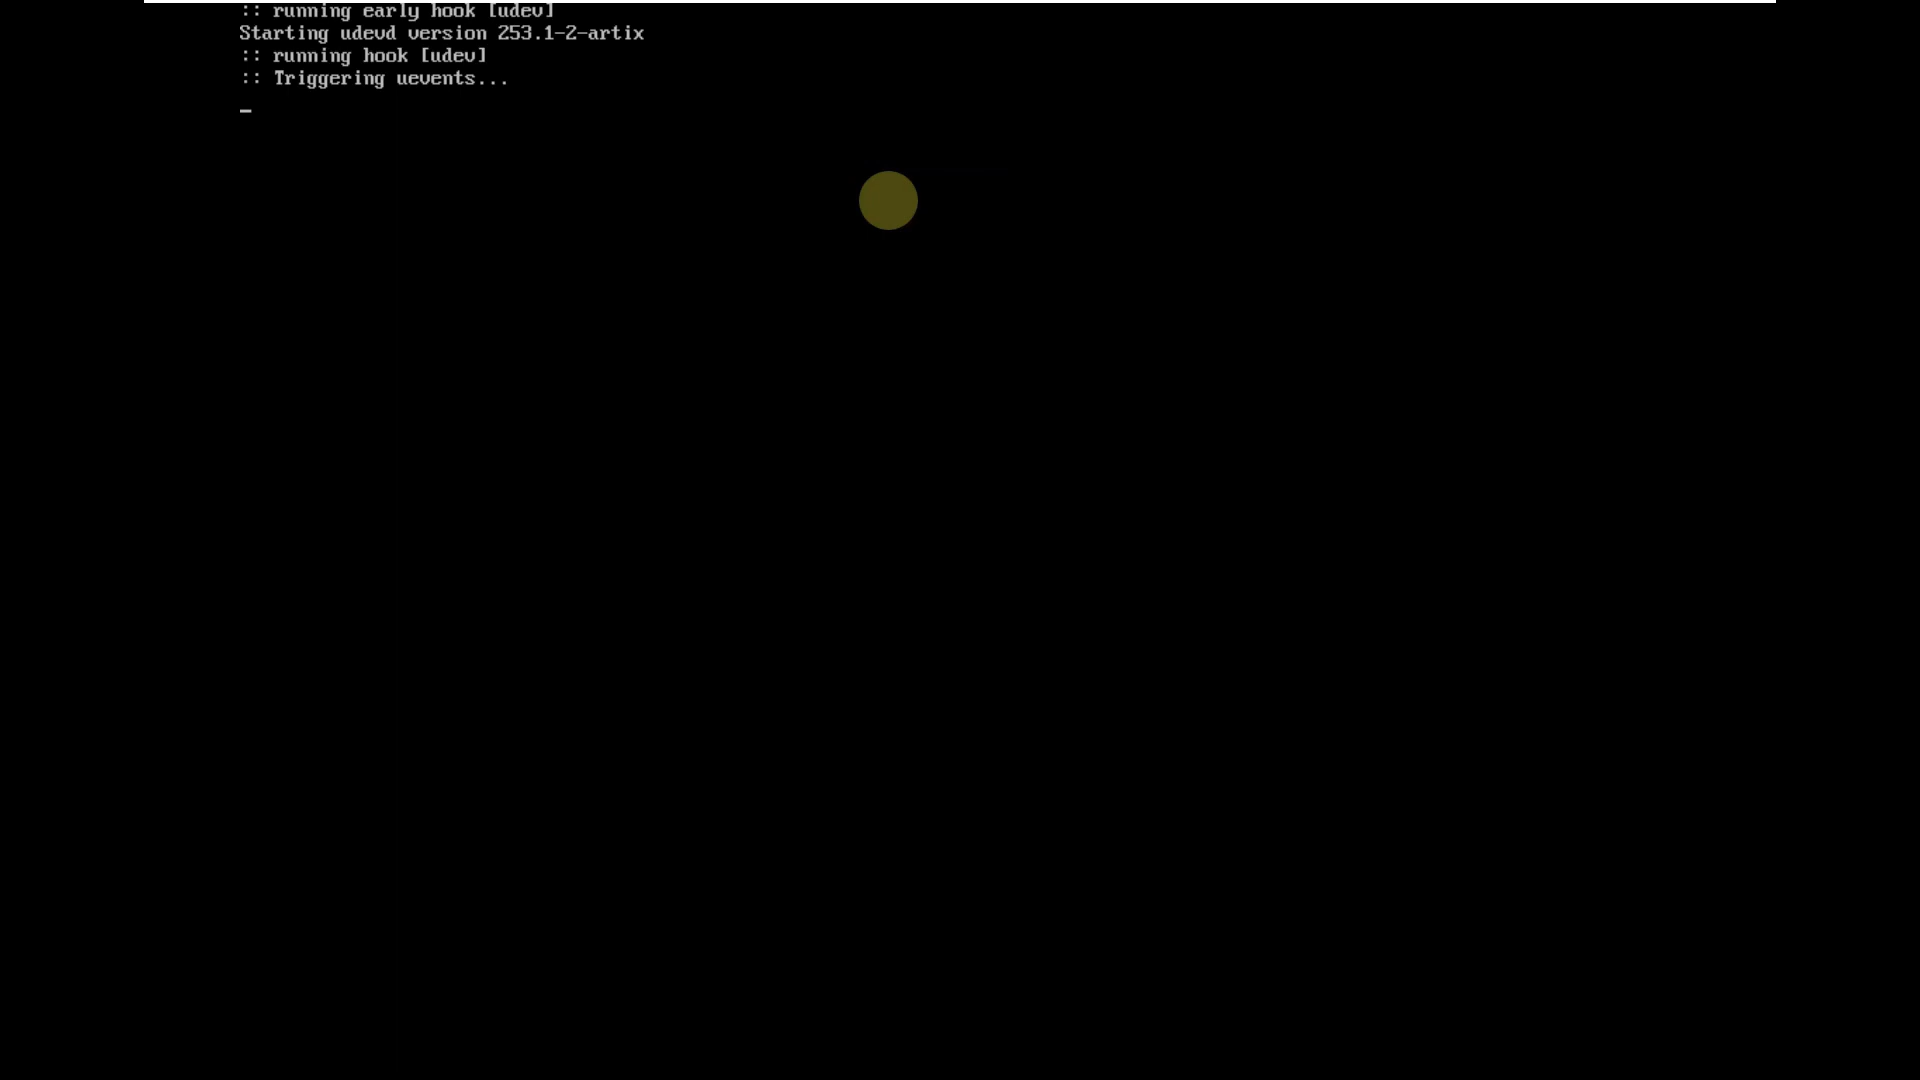 :: running early hook [udev]
Starting udevd version 253.1-2-artix
:: running hook [udev]
:: Triggering uevents...